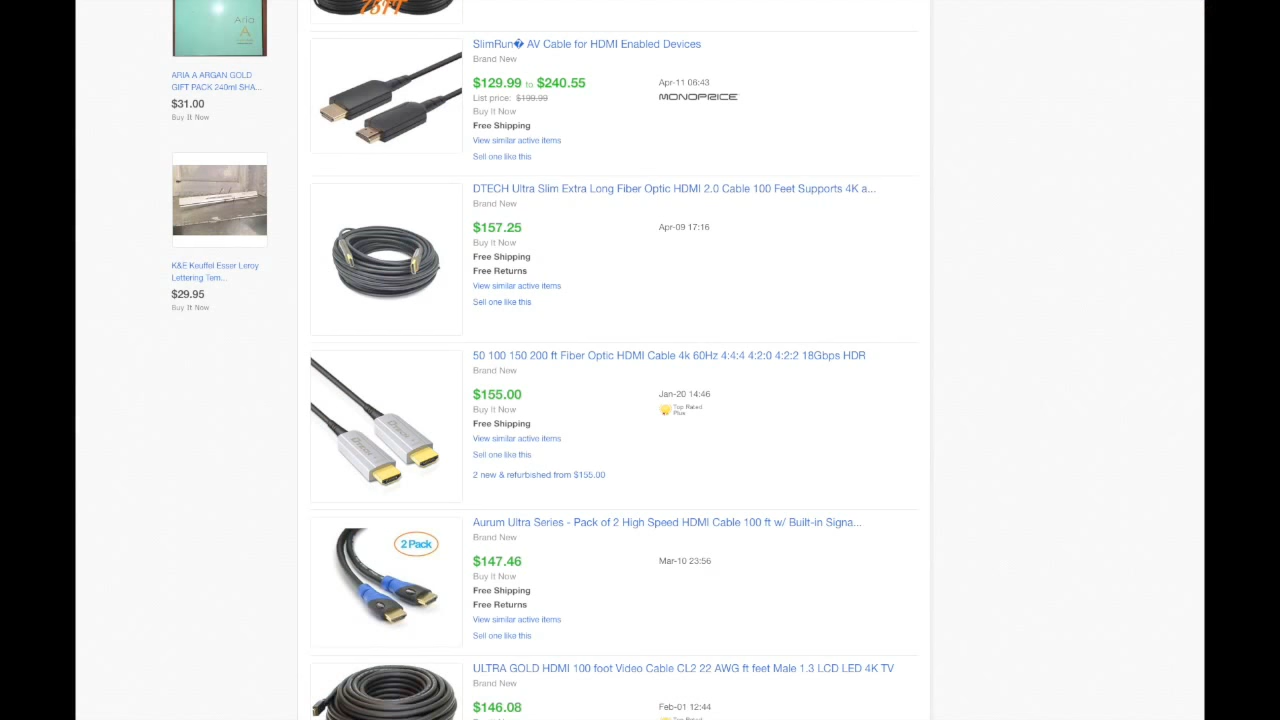 75FT
Aria
A
ARIA A ARGAN GOLD
GIFT PACK 240ml SHA...
$31.00
Buy It Now
K&E Keuffel Esser Leroy
Lettering Tem...
$29.95
Buy It Now
SlimRun� AV Cable for HDMI Enabled Devices
Brand New
$129.99 to $240.55
Apr-11 06:43
List price: $199.99
MONOPRICE
Buy It Now
Free Shipping
View similar active items
Sell one like this
DTECH Ultra Slim Extra Long Fiber Optic HDMI 2.0 Cable 100 Feet Supports 4K a...
Brand New
$157.25
Apr-09 17:16
Buy It Now
Free Shipping
Free Returns
View similar active items
Sell one like this
50 100 150 200 ft Fiber Optic HDMI Cable 4k 60Hz 4:4:4 4:2:0 4:2:2 18Gbps HDR
Brand New
$155.00
Jan-20 14:46
Buy It Now
Top Rated
Plus
Free Shipping
View similar active items
Sell one like this
2 new & refurbished from $155.00
2 Pack
Aurum Ultra Series - Pack of 2 High Speed HDMI Cable 100 ft w/ Built-in Signa...
Brand New
$147.46
Mar-10 23:56
Buy It Now
Free Shipping
Free Returns
View similar active items
Sell one like this
ULTRA GOLD HDMI 100 foot Video Cable CL2 22 AWG ft feet Male 1.3 LCD LED 4K TV
Brand New
$146.08
Feb-01 12:44
Top Rated